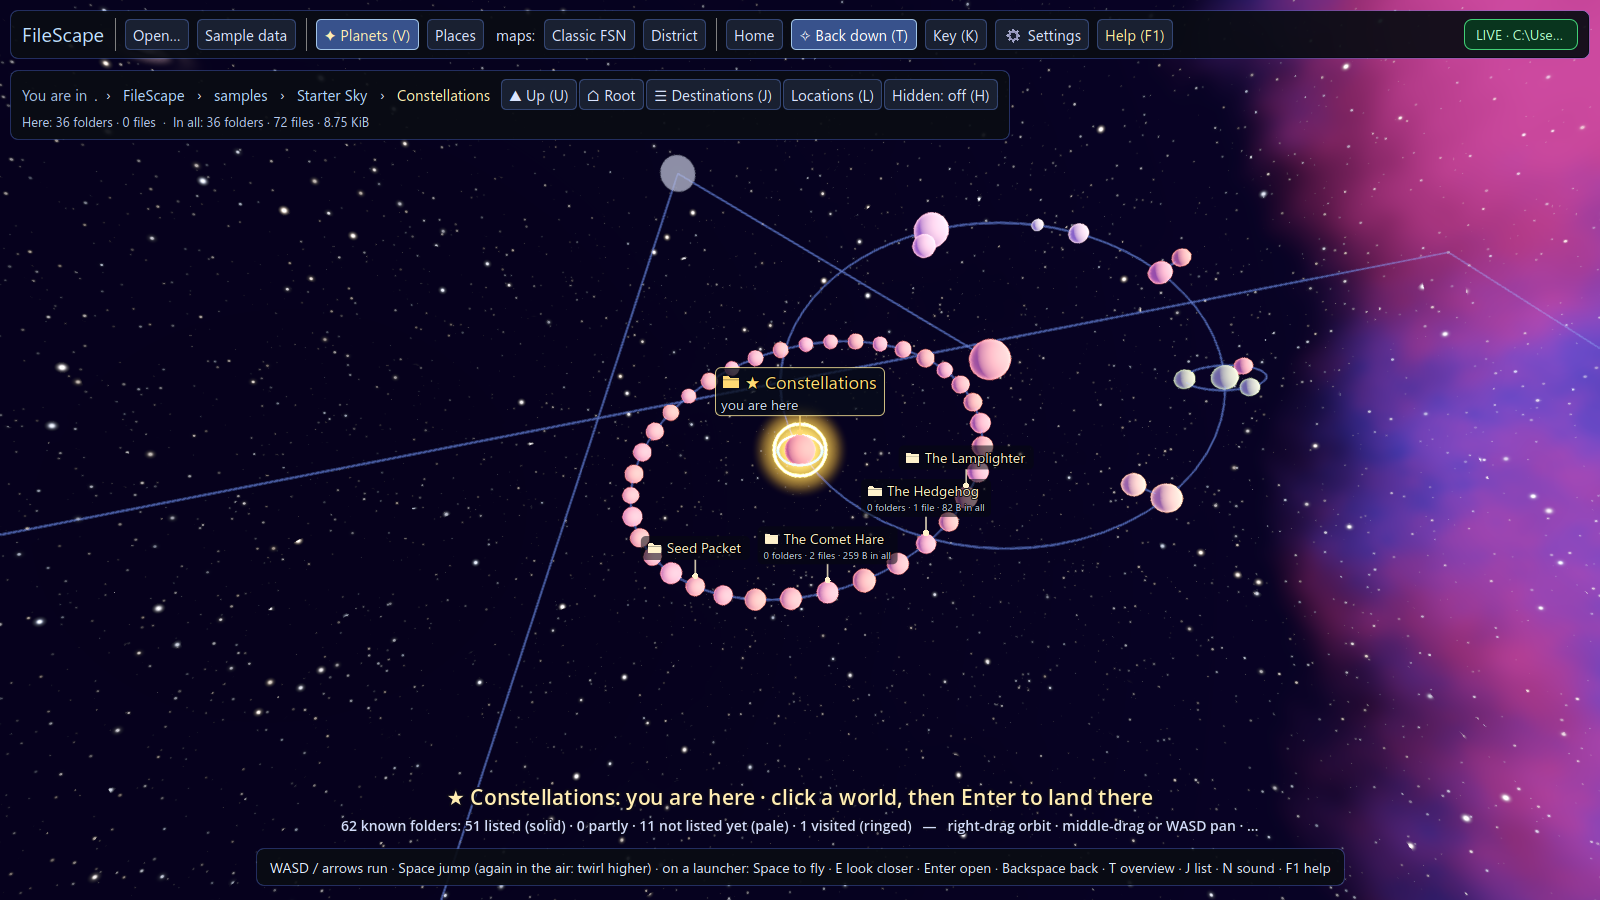 FileScape
Open...
Sample data
✦ Planets (V)
Places
maps:
Classic FSN
District
Home
✧ Back down (T)
Key (K)
⚙ Settings
Help (F1)
LIVE · C:\Use...
You are in . › FileScape › samples › Starter Sky › Constellations
▲ Up (U)
⌂ Root
☰ Destinations (J)
Locations (L)
Hidden: off (H)
Here: 36 folders · 0 files · In all: 36 folders · 72 files · 8.75 KiB
★ Constellations
you are here
The Lamplighter
The Hedgehog
0 folders · 1 file · 82 B in all
The Comet Hare
0 folders · 2 files · 259 B in all
Seed Packet
★ Constellations: you are here · click a world, then Enter to land there
62 known folders: 51 listed (solid) · 0 partly · 11 not listed yet (pale) · 1 visited (ringed) — right-drag orbit · middle-drag or WASD pan · ...
WASD / arrows run · Space jump (again in the air: twirl higher) · on a launcher: Space to fly · E look closer · Enter open · Backspace back · T overview · J list · N sound · F1 help